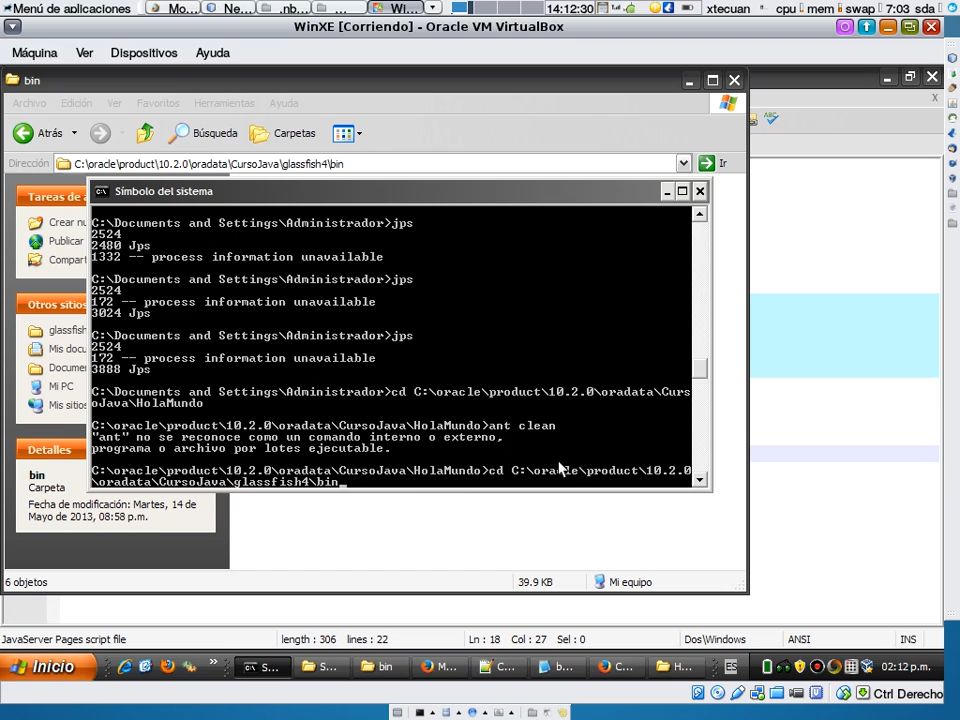 Menú de aplicaciones
Mo...
Ne...
.nb...
...
Wi...
14:12:30
xtecuan
cpu
mem
swap
7:03
sda
WinXE [Corriendo] - Oracle VM VirtualBox
Máquina Ver Dispositivos Ayuda
bin
Archivo Edición Ver Favoritos Herramientas Ayuda
Atrás Búsqueda Carpetas
Dirección C:\oracle\product\10.2.0\oradata\CursoJava\glassfish4\bin Ir
Tareas de a
Crear nu
Publicar
Compart
Otros sitios
glassfish
Mis docu
Documen
Mi PC
Mis sitios
Detalles
bin
Carpeta
Fecha de modificación: Martes, 14 de
Mayo de 2013, 08:58 p.m.
Símbolo del sistema
C:\Documents and Settings\Administrador>jps
2524
2480 Jps
1332 -- process information unavailable
C:\Documents and Settings\Administrador>jps
2524
172 -- process information unavailable
3024 Jps
C:\Documents and Settings\Administrador>jps
2524
172 -- process information unavailable
3888 Jps
C:\Documents and Settings\Administrador>cd C:\oracle\product\10.2.0\oradata\Curs
oJava\HolaMundo
C:\oracle\product\10.2.0\oradata\CursoJava\HolaMundo>ant clean
"ant" no se reconoce como un comando interno o externo,
programa o archivo por lotes ejecutable.
C:\oracle\product\10.2.0\oradata\CursoJava\HolaMundo>cd C:\oracle\product\10.2.0
\oradata\CursoJava\glassfish4\bin_
6 objetos 39.9 KB Mi equipo
JavaServer Pages script file length : 306 lines : 22 Ln : 18 Col : 27 Sel : 0 Dos\Windows ANSI INS
Inicio » S... S... bin M... C... b... C... H... ES 02:12 p.m.
Ctrl Derecho